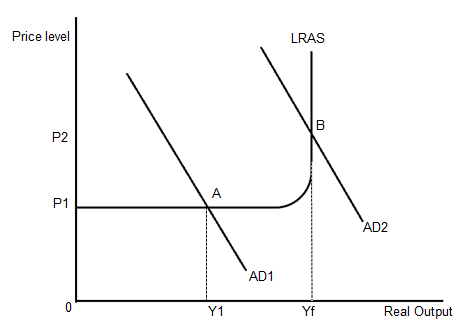 Price level
LRAS
P2
B
A
P1
AD2
AD1
0
Y1
Yf
Real Output